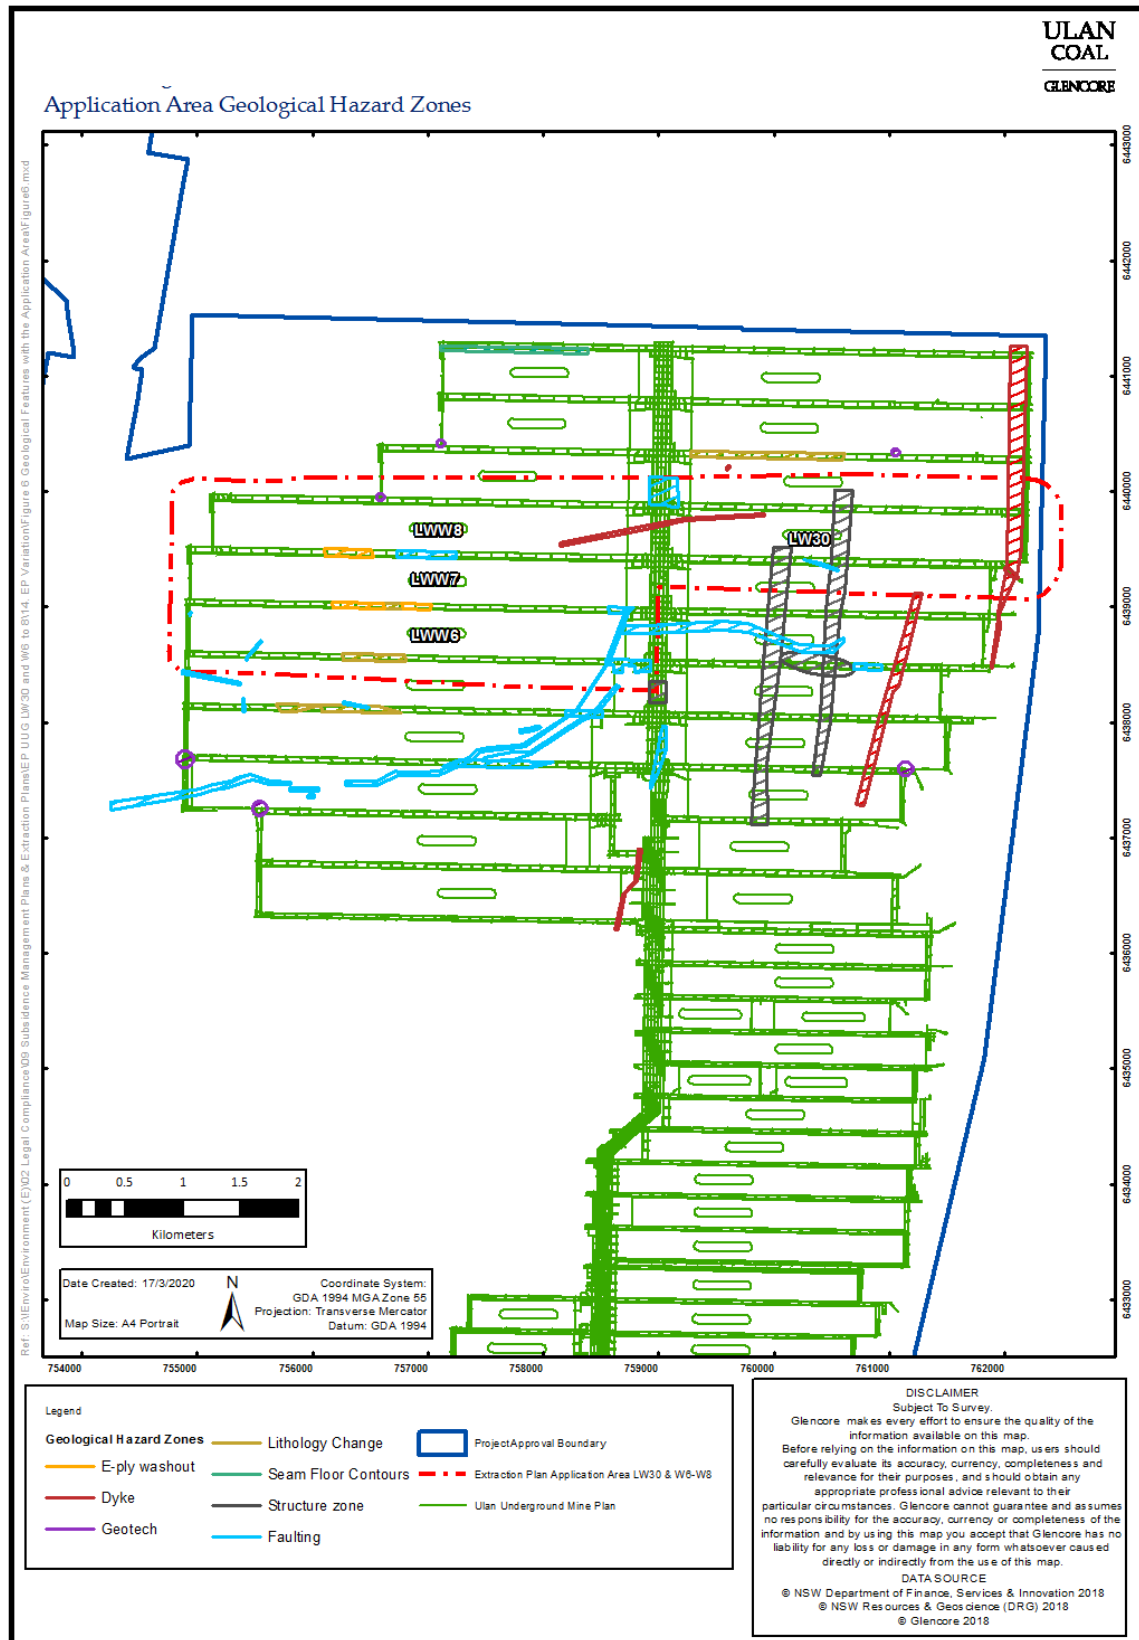 ULAN
COAL
GLENCORE
Application Area Geological Hazard Zones
Ref: S:\Enviro\Environment (E)\02 Legal Compliance\09 Subsidence Management Plans & Extraction Plans\EP UUG LW30 and W6 to 8\14. EP Variation\Figure 6 Geological Features with the Application Area\Figure6.mxd
6443000
6442000
6441000
6440000
6439000
6438000
6437000
6436000
6435000
6434000
6433000
LWW8
LW30
LWW7
LWW6
0 0.5 1 1.5 2
Kilometers
Date Created: 17/3/2020
Map Size: A4 Portrait
N
Coordinate System:
GDA 1994 MGA Zone 55
Projection: Transverse Mercator
Datum: GDA 1994
754000 755000 756000 757000 758000 759000 760000 761000 762000
Legend
Geological Hazard Zones
E-ply washout
Dyke
Geotech
Lithology Change
Seam Floor Contours
Structure zone
Faulting
Project Approval Boundary
Extraction Plan Application Area LW30 & W6-W8
Ulan Underground Mine Plan
DISCLAIMER
Subject To Survey.
Glencore makes every effort to ensure the quality of the
information available on this map.
Before relying on the information on this map, users should
carefully evaluate its accuracy, currency, completeness and
relevance for their purposes, and should obtain any
appropriate professional advice relevant to their
particular circumstances. Glencore cannot guarantee and assumes
no responsibility for the accuracy, currency or completeness of the
information and by using this map you accept that Glencore has no
liability for any loss or damage in any form whatsoever caused
directly or indirectly from the use of this map.
DATA SOURCE
© NSW Department of Finance, Services & Innovation 2018
© NSW Resources & Geoscience (DRG) 2018
© Glencore 2018